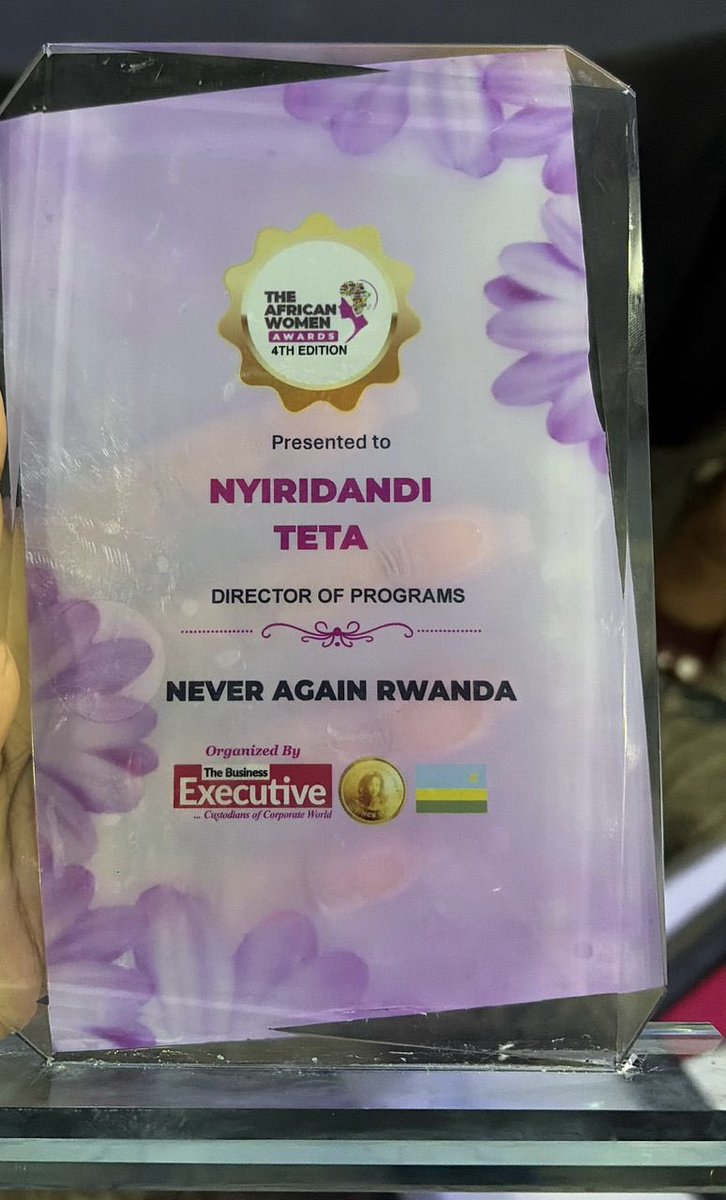 THE
AFRICAN
WOMEN
AWARDS
4TH EDITION
Presented to
NYIRIDANDI
TETA
DIRECTOR OF PROGRAMS
NEVER AGAIN RWANDA
Organized By
The Business
Executive
... Custodians of Corporate World